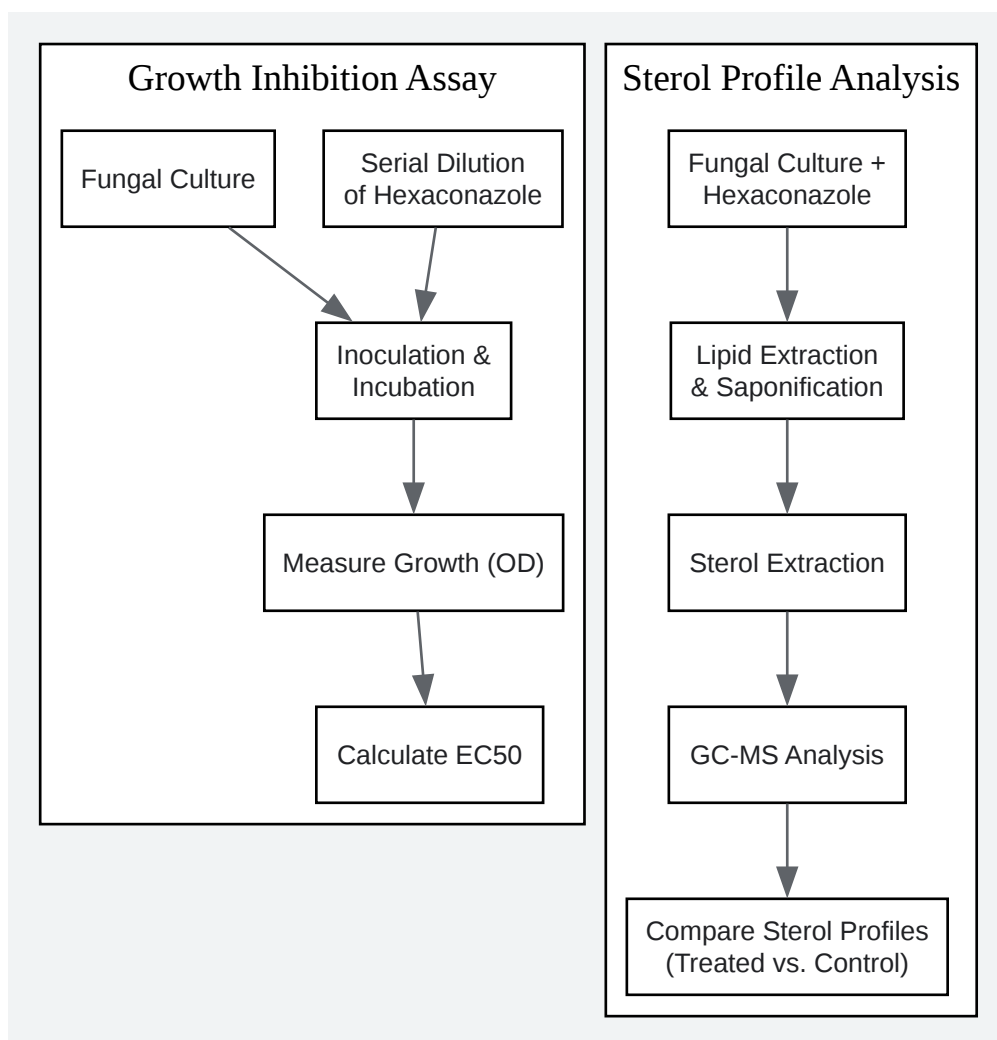 Growth Inhibition Assay
Fungal Culture
Serial Dilution
of Hexaconazole
Inoculation &
Incubation
Measure Growth (OD)
Calculate EC50
Sterol Profile Analysis
Fungal Culture +
Hexaconazole
Lipid Extraction
& Saponification
Sterol Extraction
GC-MS Analysis
Compare Sterol Profiles
(Treated vs. Control)